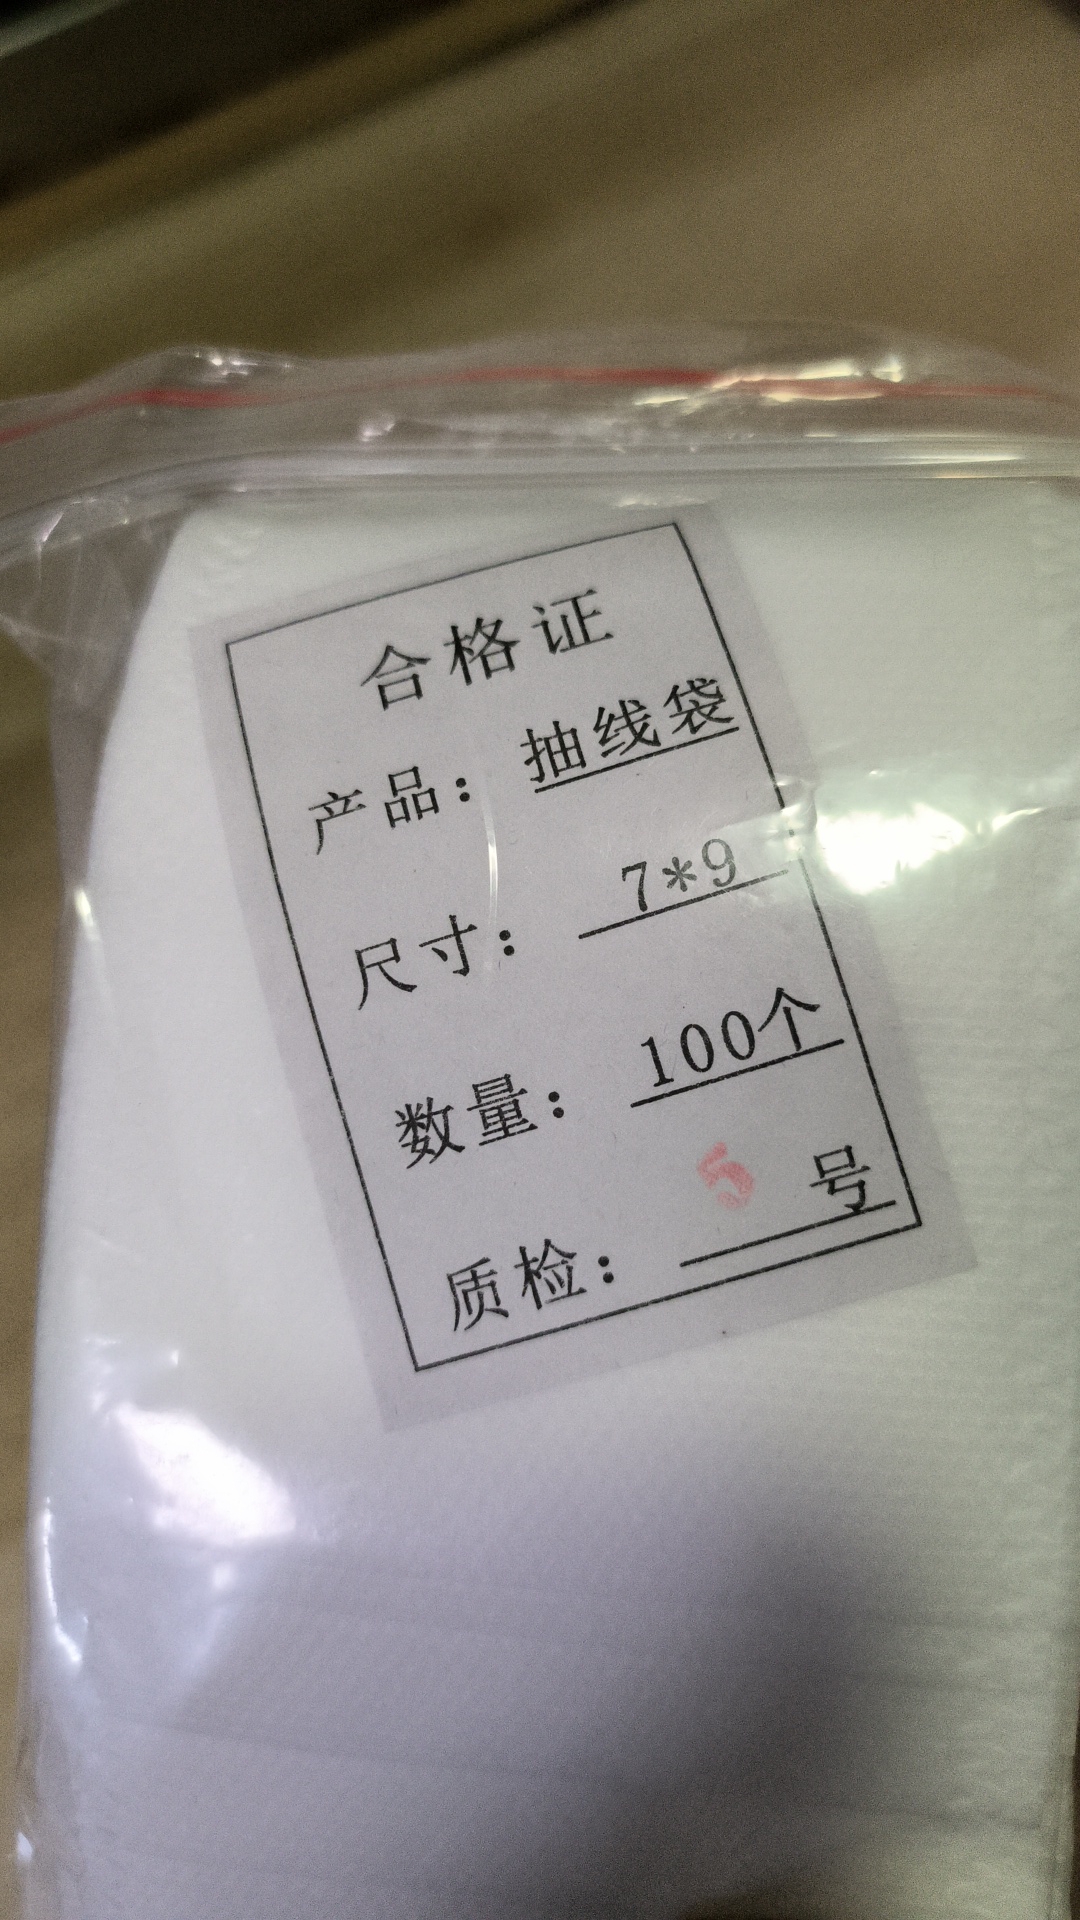 合格证
产品：抽线袋
尺寸：7*9
数量：100个
质检：5号